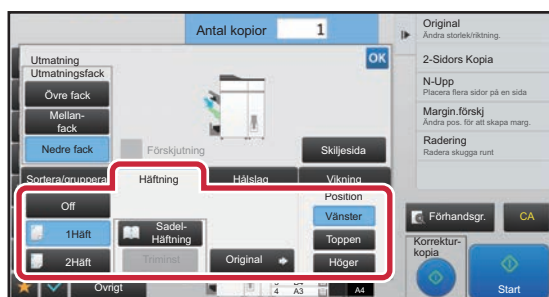 Antal kopior 1
Utmatning
OK
Utmatningsfack
Övre fack
Mellan-
fack
Nedre fack
Förskjutning
Skiljesida
Sortera/gruppera
Häftning
Hålslag
Vikning
Off
1Häft
2Häft
Sadel-
Häftning
Triminst
Original
Position
Vänster
Toppen
Höger
Övrigt
4 A3
A4
Original
Ändra storlek/riktning.
2-Sidors Kopia
N-Upp
Placera flera sidor på en sida
Margin.förskj
Ändra pos. för att skapa marg.
Radering
Radera skugga runt
Förhandsgr.
CA
Korrektur-
kopia
Start